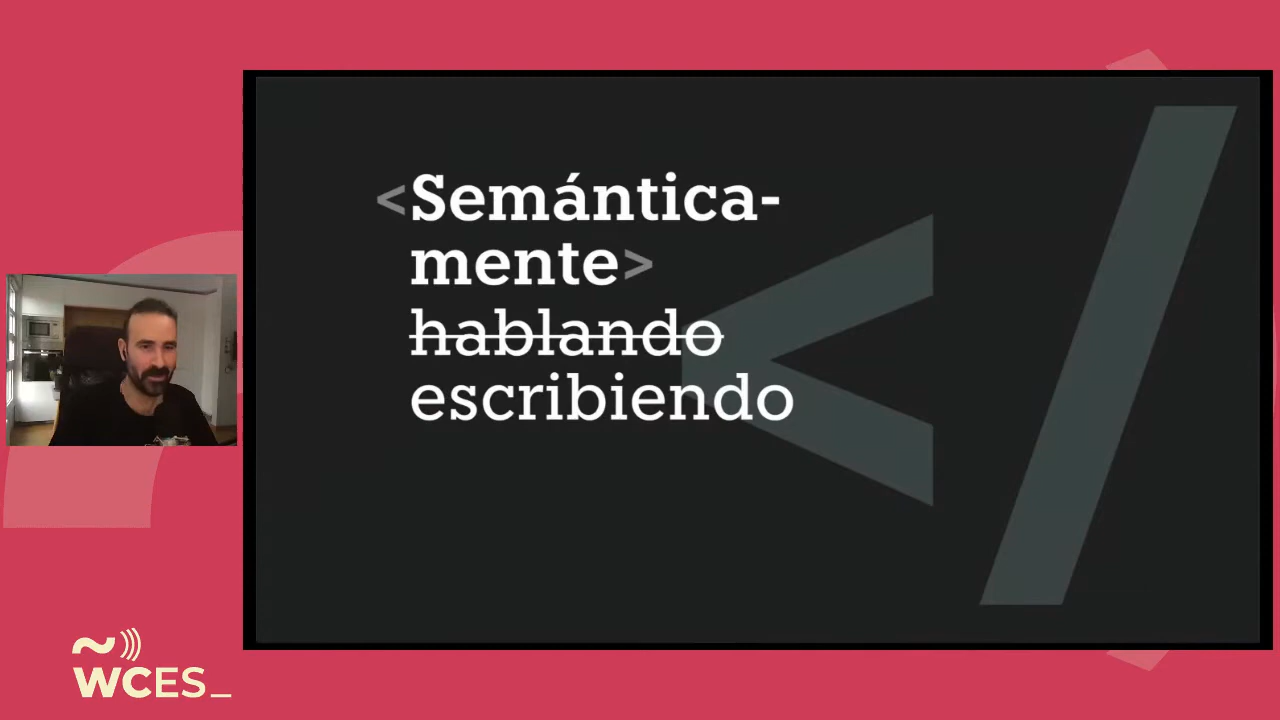 <Semántica-
mente>
hablando
escribiendo
</
WCES_